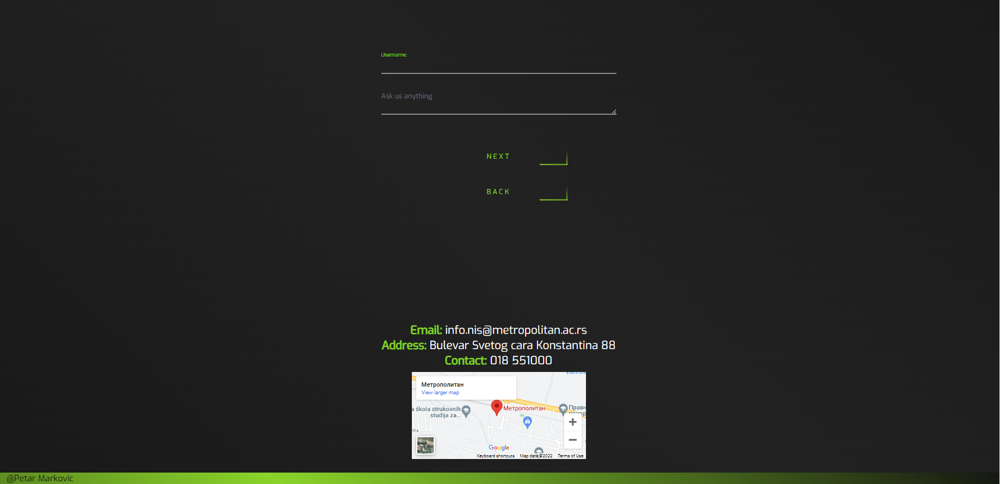 Username:
Ask us anything
NEXT
BACK
Email: info.nis@metropolitan.ac.rs
Address: Bulevar Svetog cara Konstantina 88
Contact: 018 551000
Метрополитан
View larger map
a škola strukovnih
studija za...
Метрополитан
Правн
Google
Keyboard shortcuts
Map data ©2022
Terms of Use
@Petar Markovic